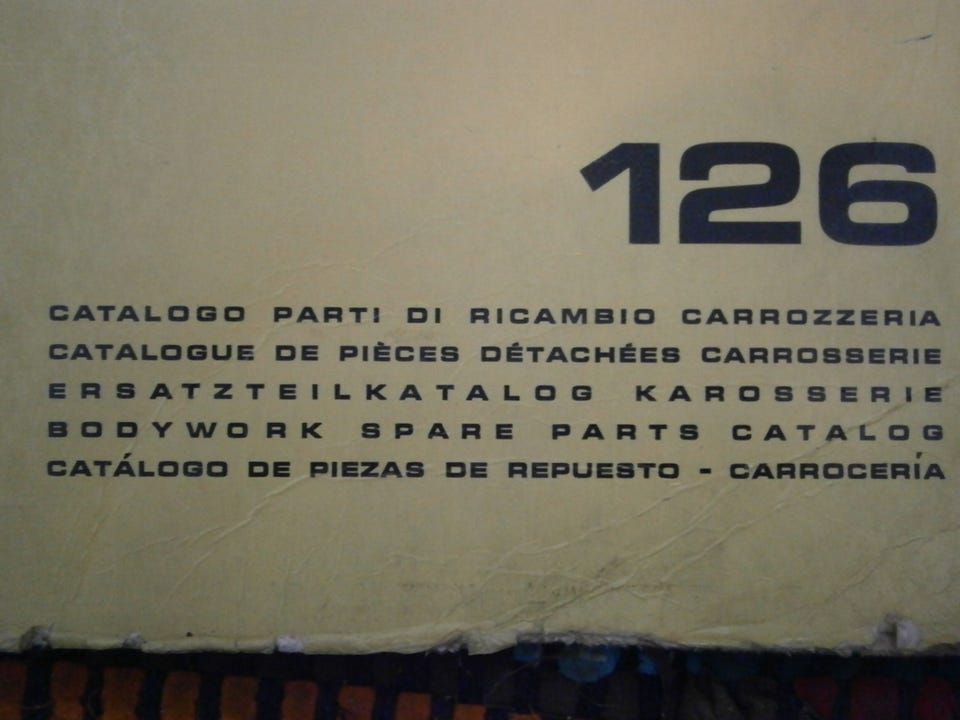 126
CATALOGO PARTI DI RICAMBIO CARROZZERIA
CATALOGUE DE PIÈCES DÉTACHÉES CARROSSERIE
ERSATZTEILKATALOG KAROSSERIE
BODYWORK SPARE PARTS CATALOG
CATÁLOGO DE PIEZAS DE REPUESTO - CARROCERÍA